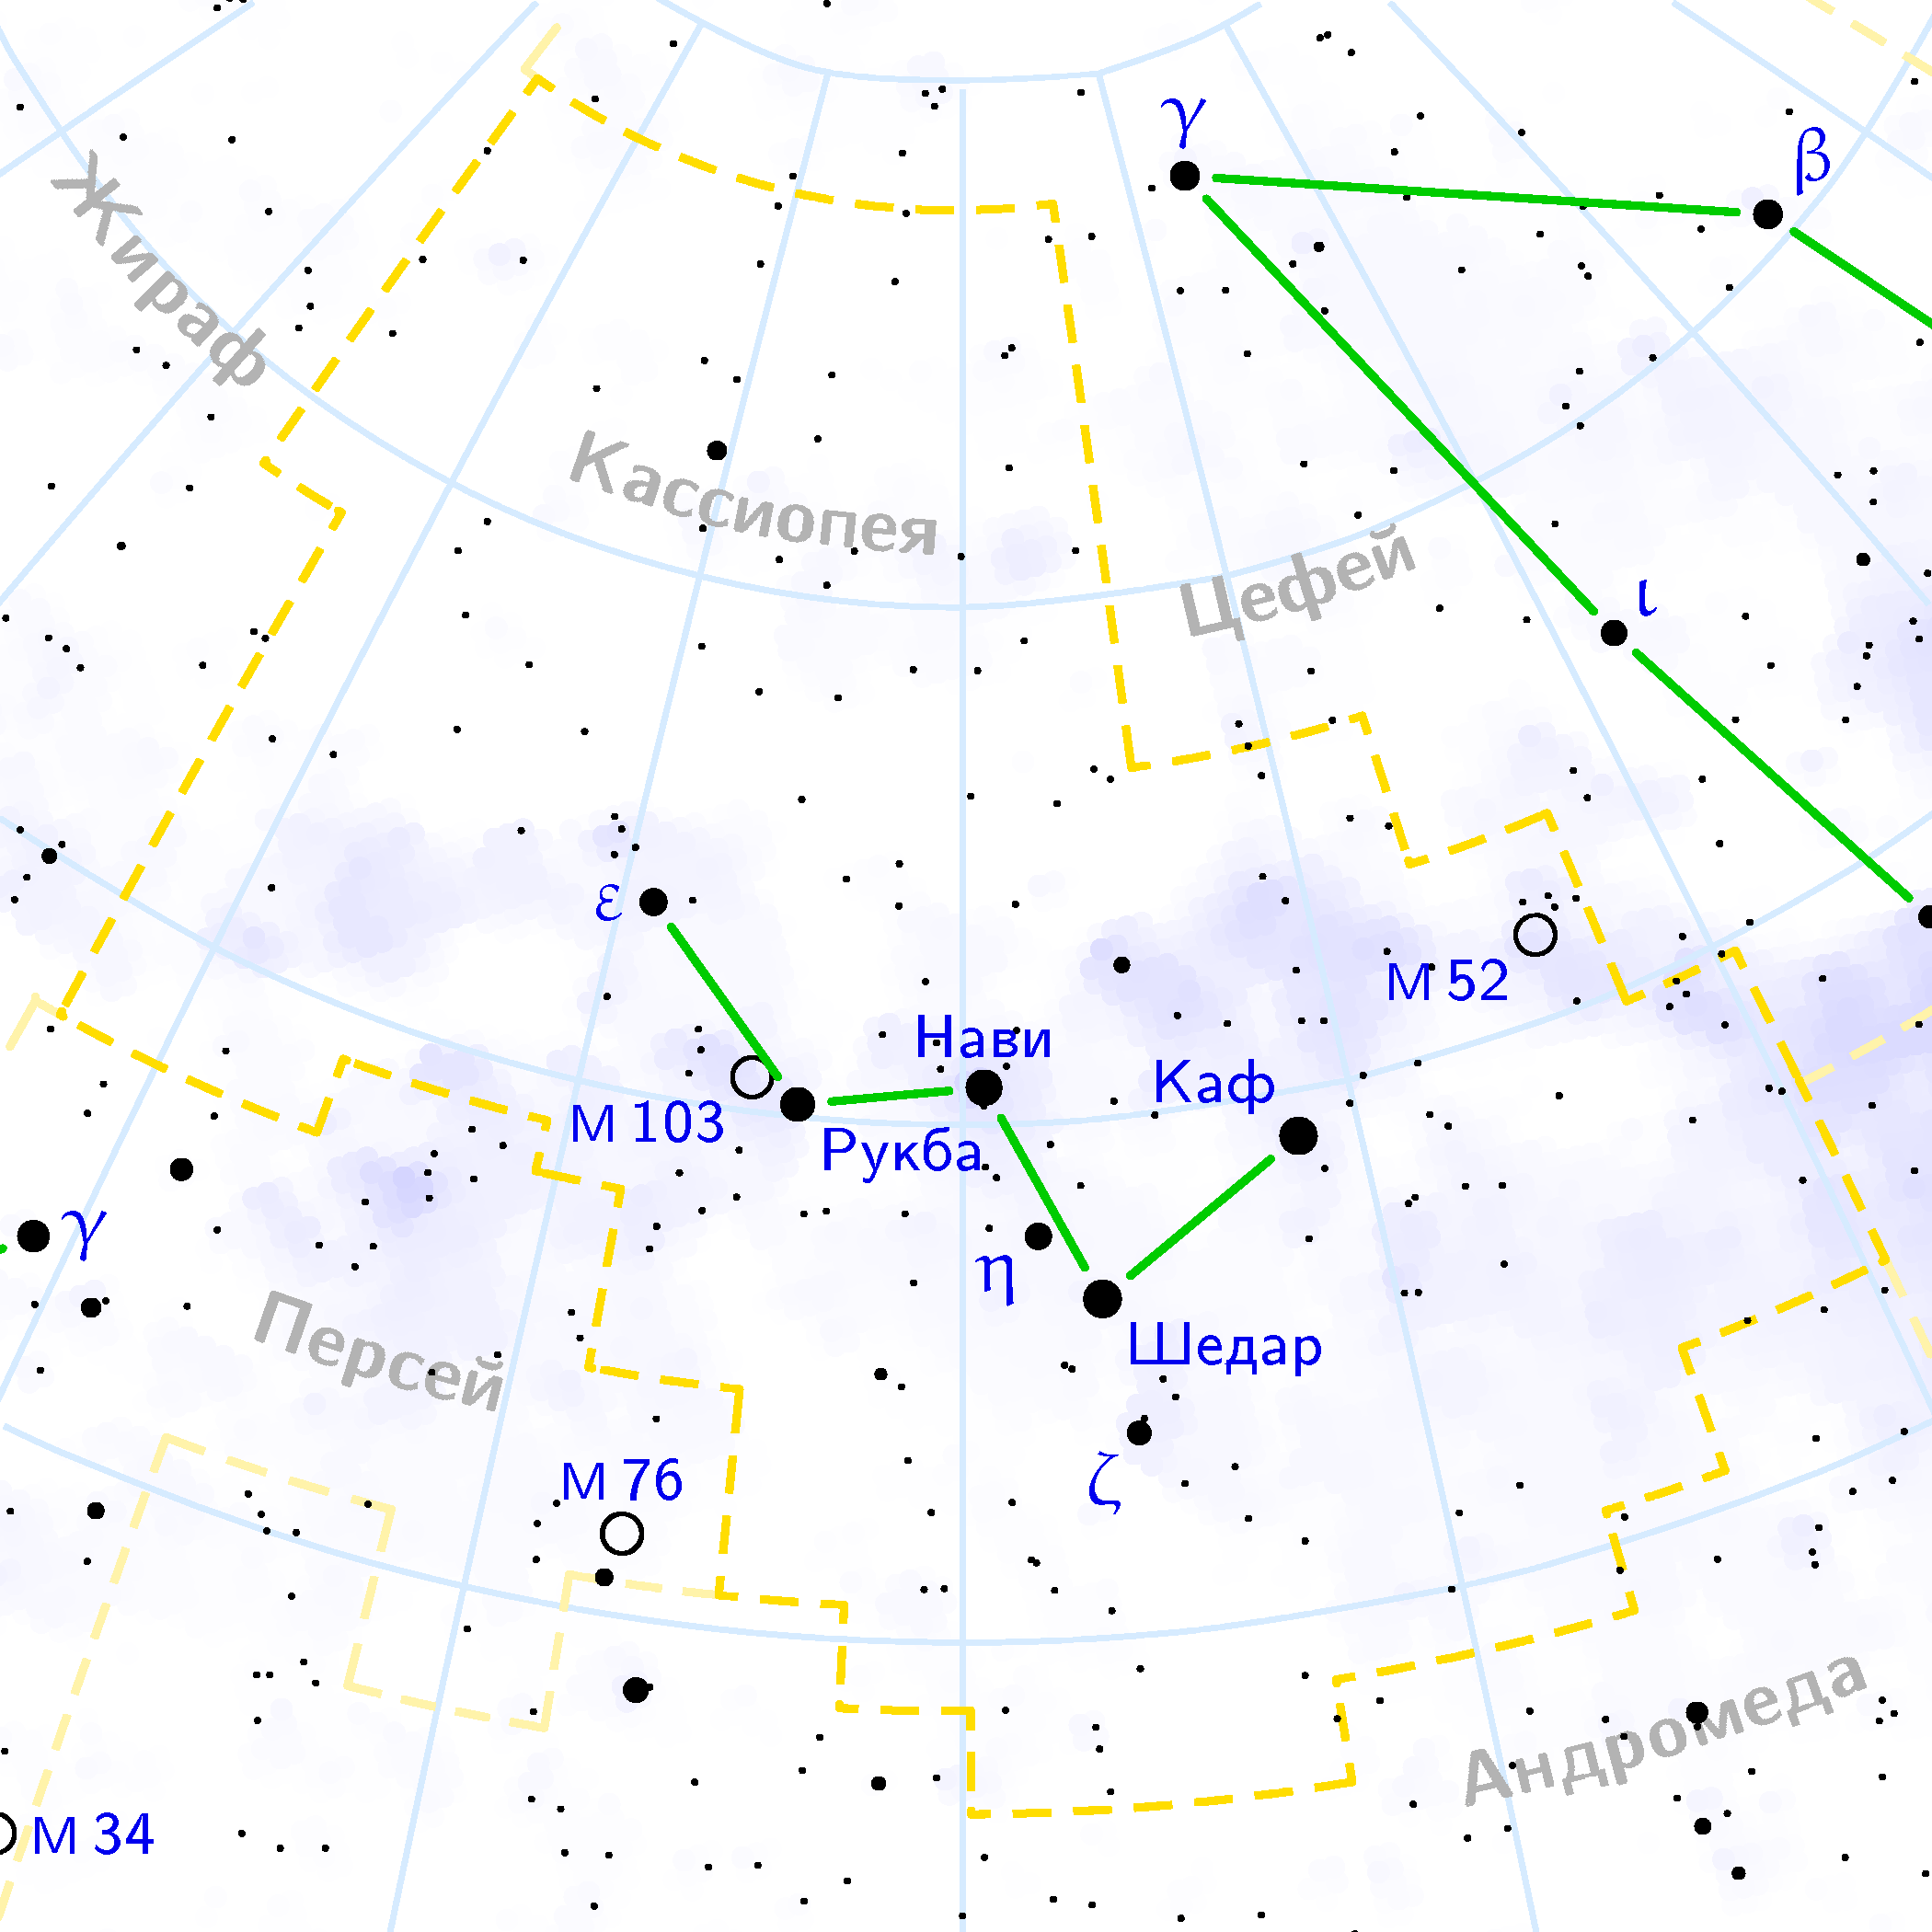 γ
β
Жираф
Кассиопея
Цефей
ι
ε
M 52
Нави
Каф
M 103
Рукба
γ
η
Персей
Шедар
M 76
ζ
Андромеда
M 34